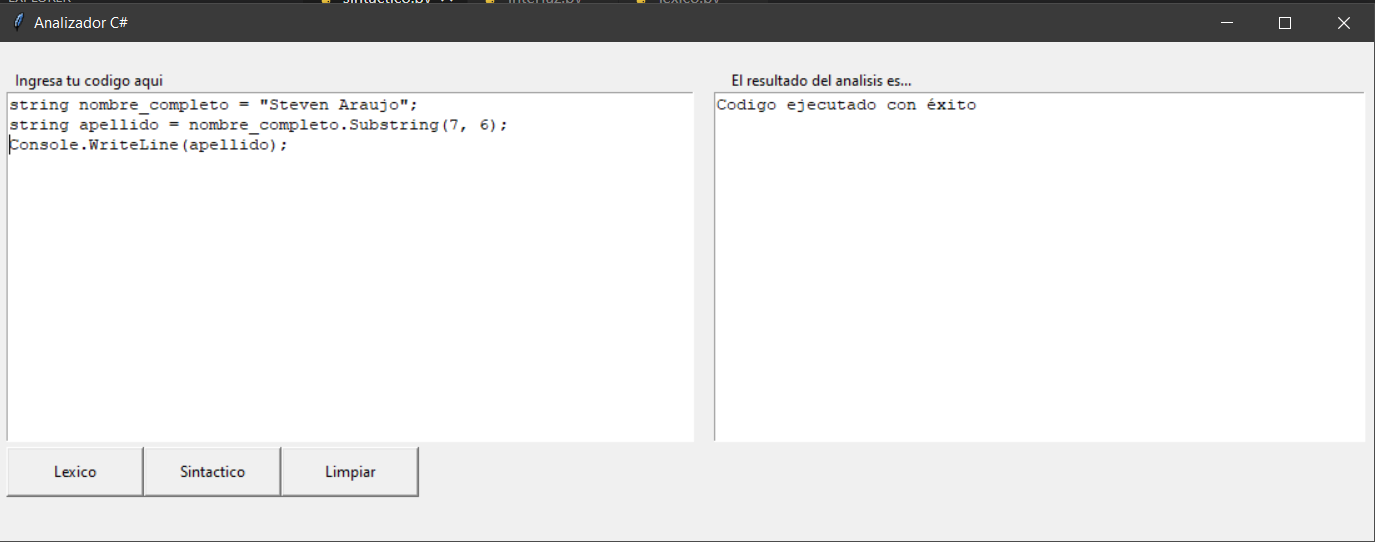 Analizador C#
Ingresa tu codigo aqui
string nombre_completo = "Steven Araujo";
string apellido = nombre_completo.Substring(7, 6);
Console.WriteLine(apellido);
El resultado del analisis es...
Codigo ejecutado con éxito
Lexico
Sintactico
Limpiar